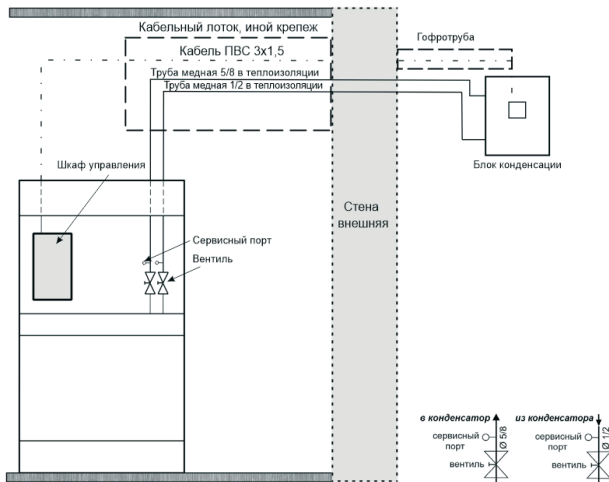 Кабельный лоток, иной крепеж
Кабель ПВС 3х1,5
Гофротруба
Труба медная 5/8 в теплоизоляции
Труба медная 1/2 в теплоизоляции
Блок конденсации
Шкаф управления
Стена
внешняя
Сервисный порт
Вентиль
в конденсатор
из конденсатора
сервисный
порт
Ø 5/8
вентиль
сервисный
порт
Ø 1/2
вентиль